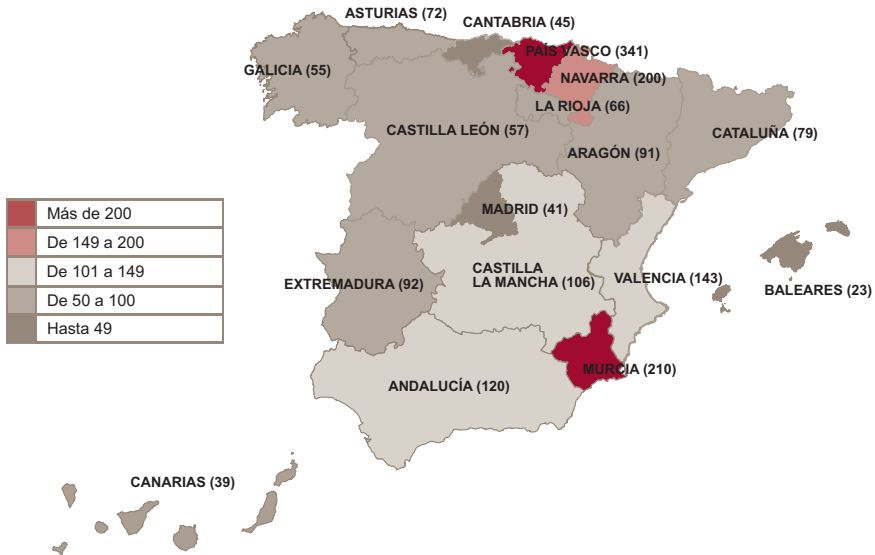 ASTURIAS (72)
CANTABRIA (45)
PAÍS VASCO (341)
GALICIA (55)
NAVARRA (200)
LA RIOJA (66)
CASTILLA LEÓN (57)
CATALUÑA (79)
ARAGÓN (91)
MADRID (41)
Más de 200
De 149 a 200
De 101 a 149
De 50 a 100
Hasta 49
EXTREMADURA (92)
CASTILLA
LA MANCHA (106)
VALENCIA (143)
BALEARES (23)
MURCIA (210)
ANDALUCÍA (120)
CANARIAS (39)